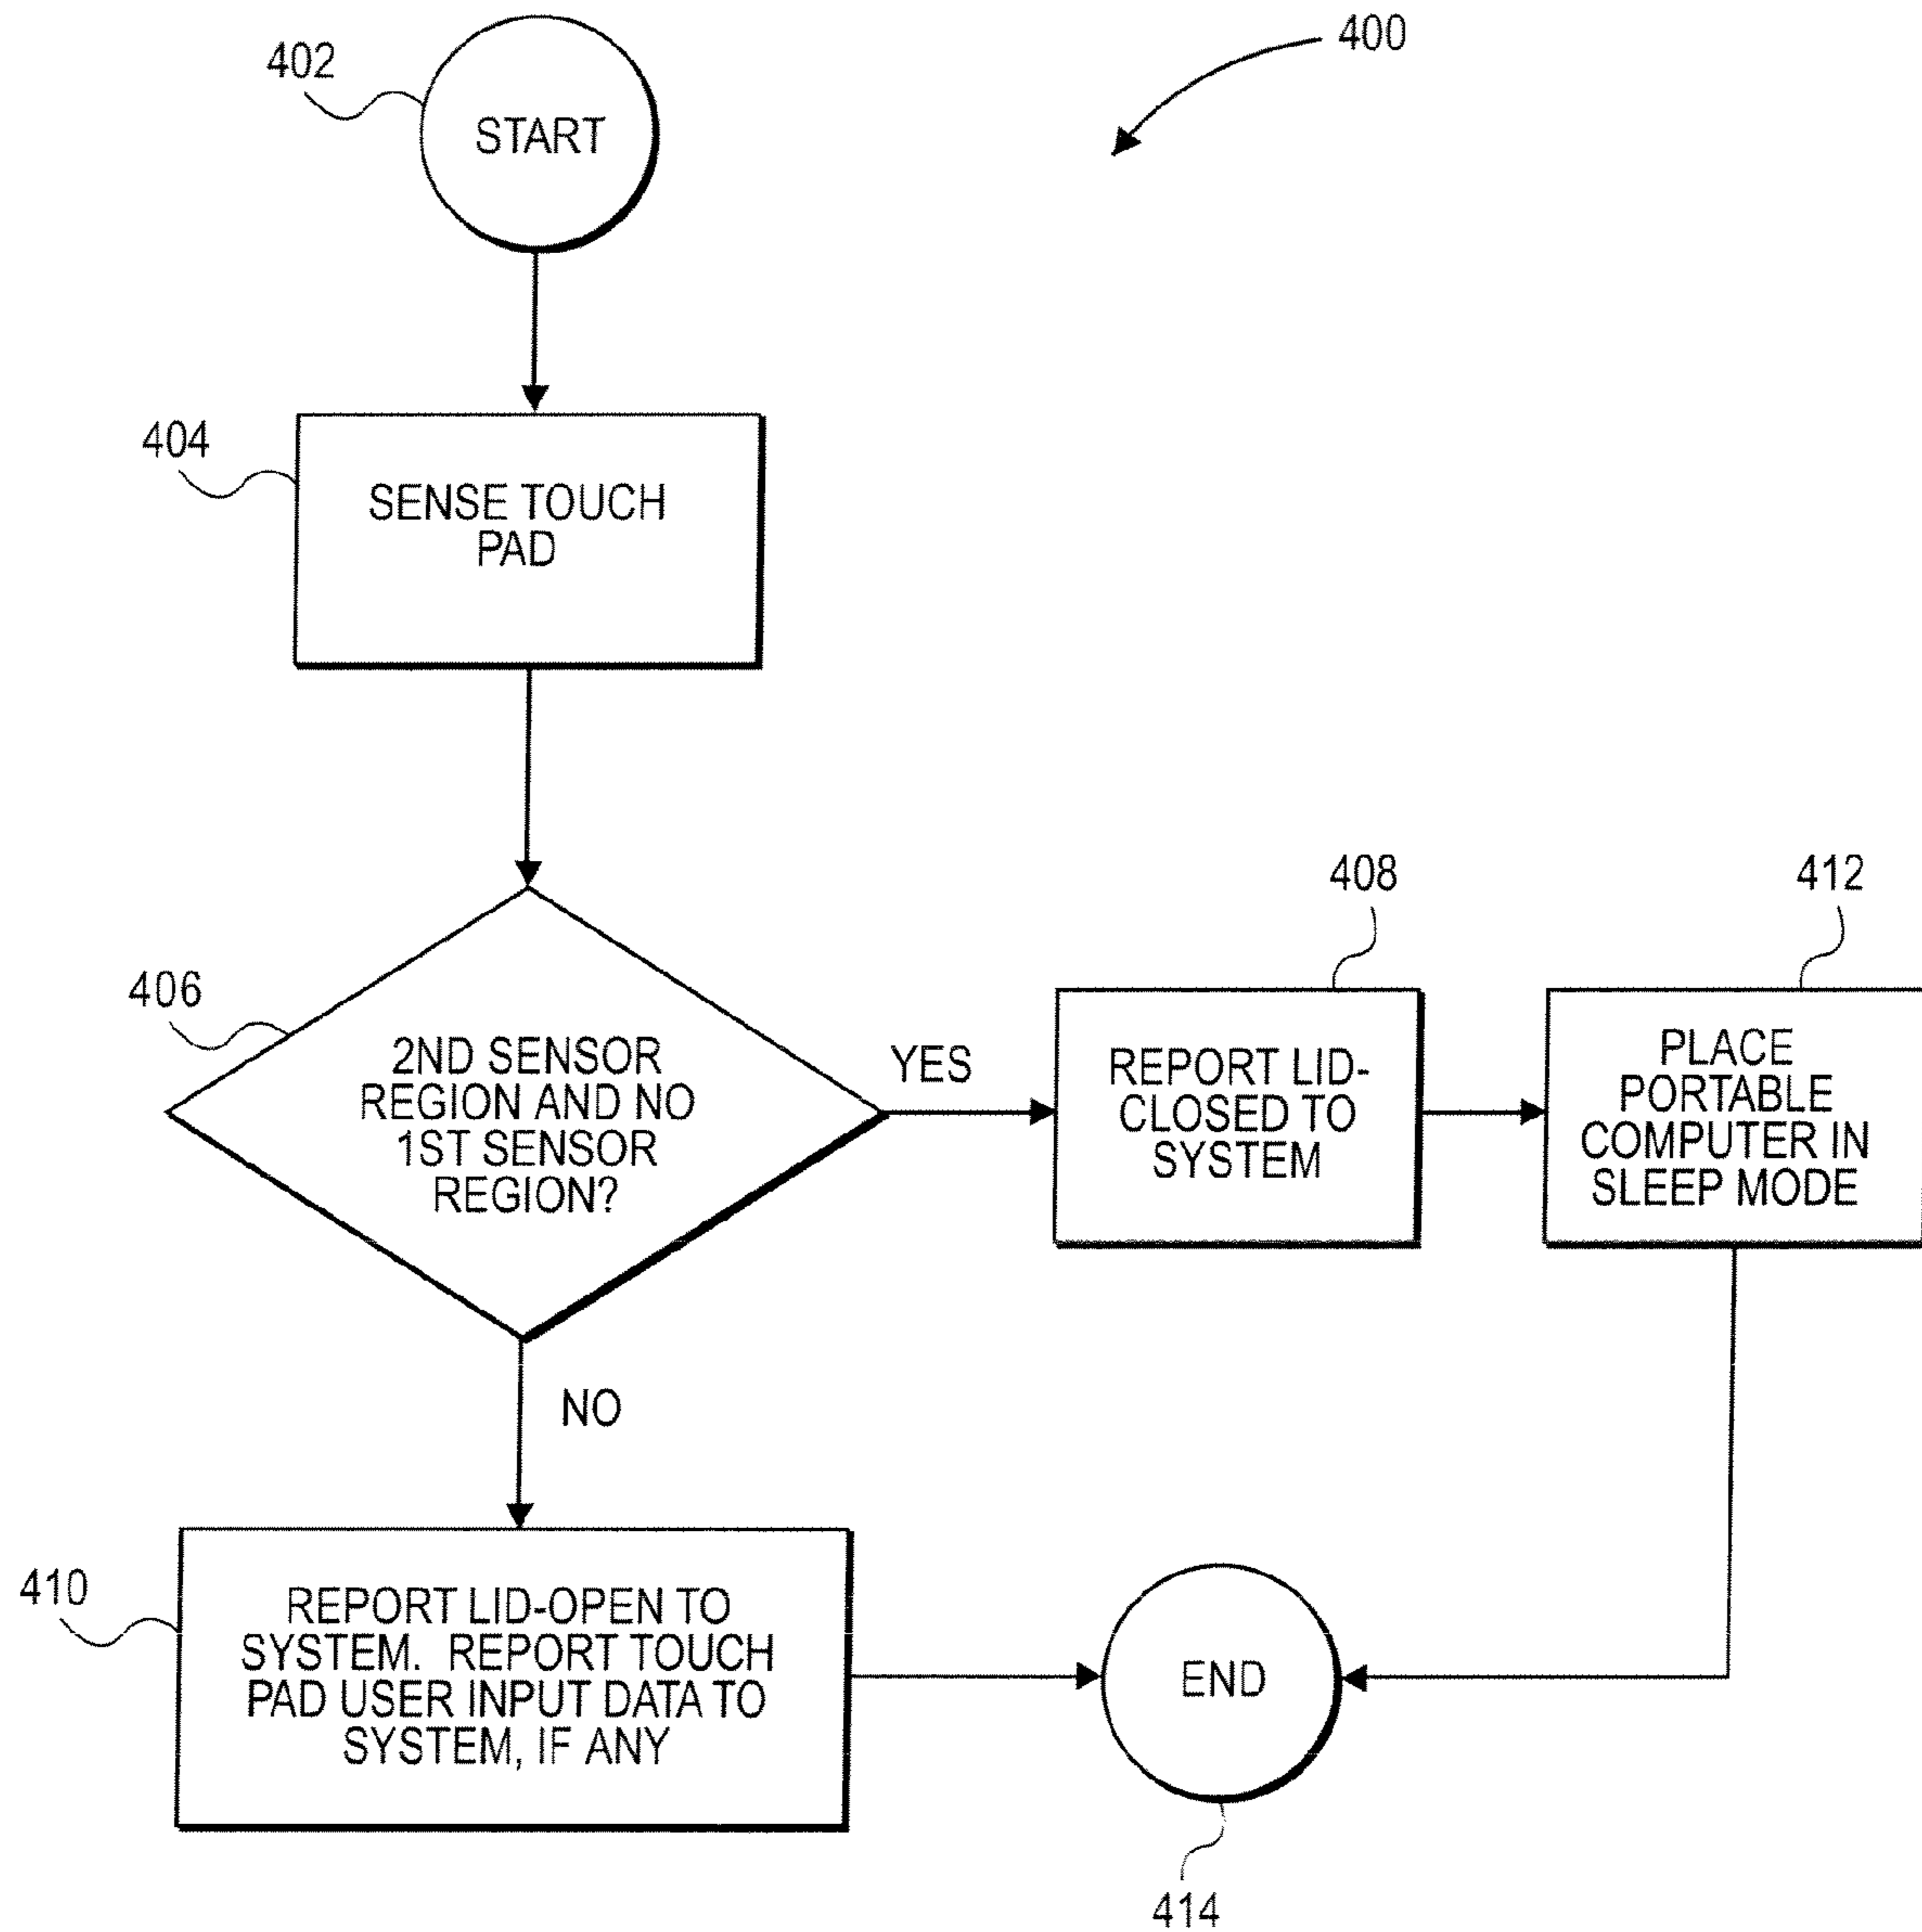 402
START
400
404
SENSE TOUCH
PAD
406
2ND SENSOR
REGION AND NO
1ST SENSOR
REGION?
YES
408
REPORT LID-
CLOSED TO
SYSTEM
412
PLACE
PORTABLE
COMPUTER IN
SLEEP MODE
NO
410
REPORT LID-OPEN TO
SYSTEM. REPORT TOUCH
PAD USER INPUT DATA TO
SYSTEM, IF ANY
END
414